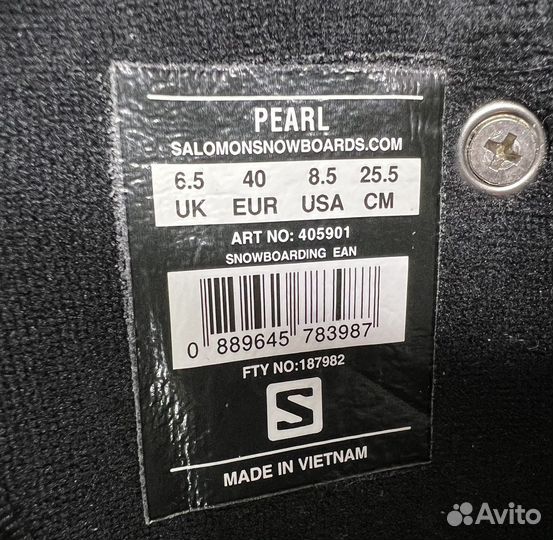 PEARL
SALOMONSNOWBOARDS.COM
6.5 40 8.5 25.5
UK EUR USA CM
ART NO: 405901
SNOWBOARDING EAN
0 889645 783987
FTY NO:187982
S
MADE IN VIETNAM
Avito